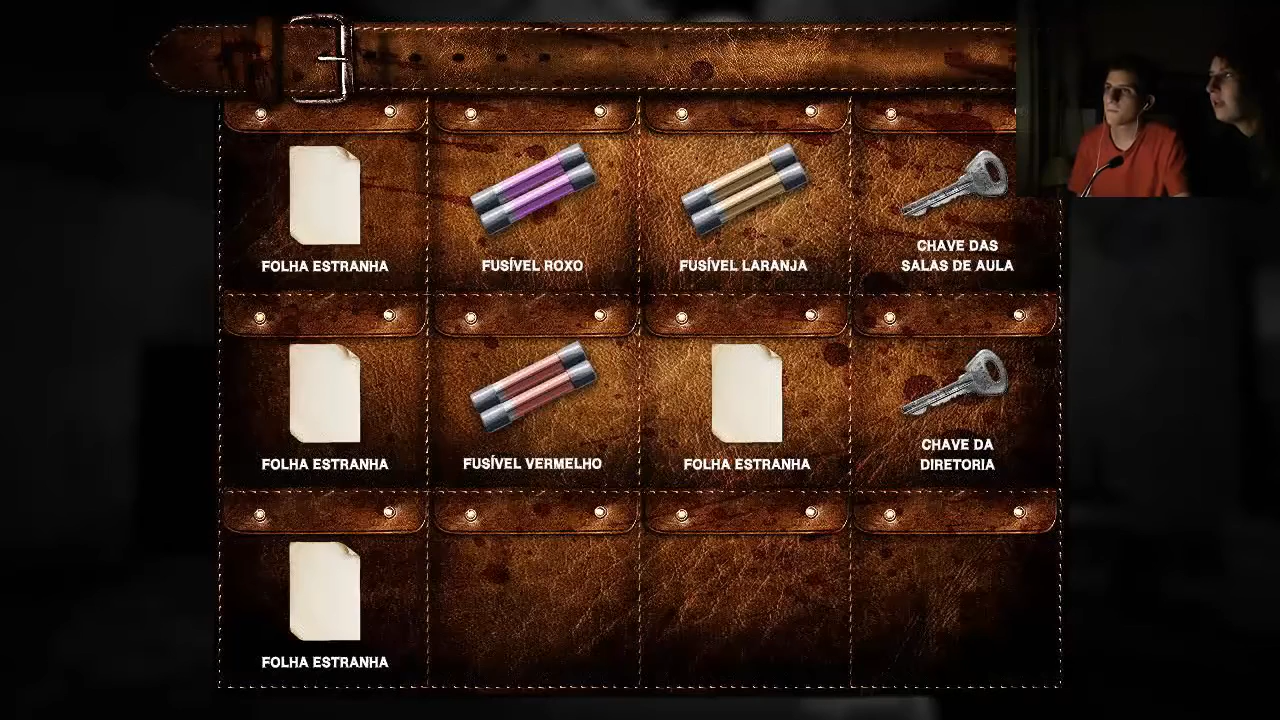 FOLHA ESTRANHA
FUSÍVEL ROXO
FUSÍVEL LARANJA
CHAVE DAS
SALAS DE AULA
FOLHA ESTRANHA
FUSÍVEL VERMELHO
FOLHA ESTRANHA
CHAVE DA
DIRETORIA
FOLHA ESTRANHA